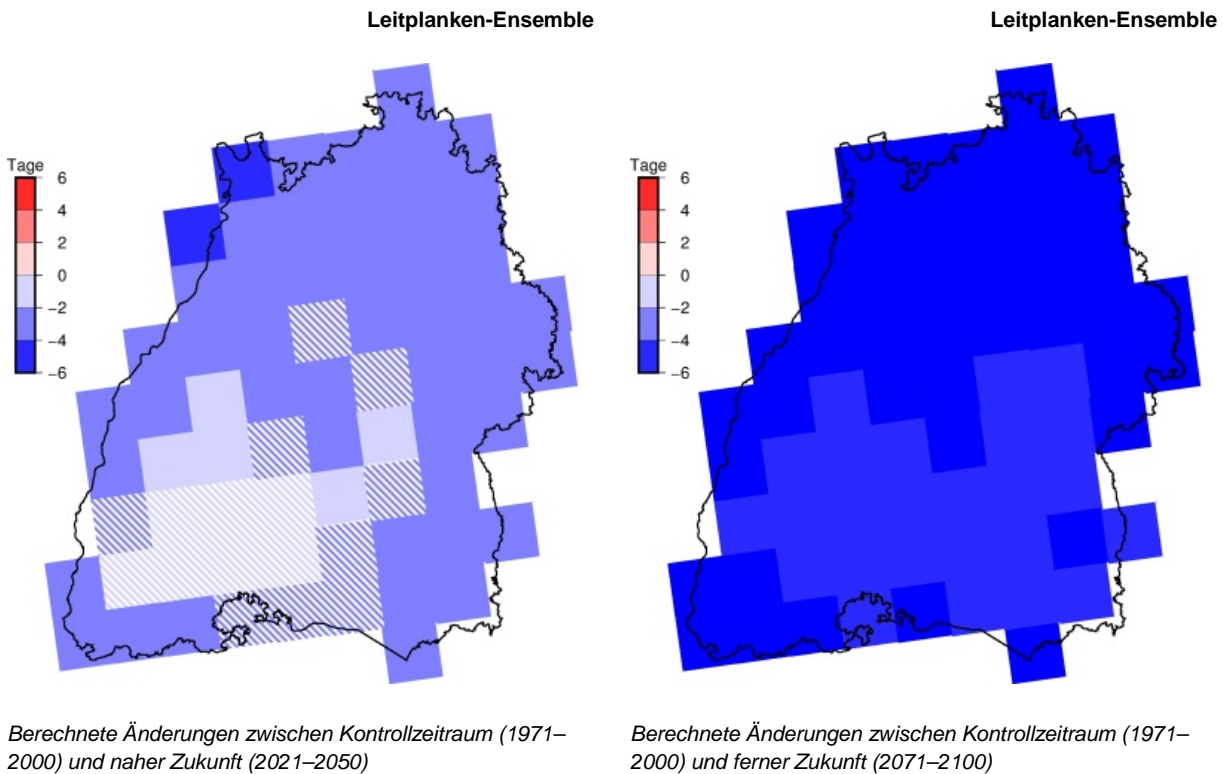 Leitplanken-Ensemble
Tage
6
4
2
0
−2
−4
−6
Berechnete Änderungen zwischen Kontrollzeitraum (1971–
2000) und naher Zukunft (2021–2050)
Leitplanken-Ensemble
Tage
6
4
2
0
−2
−4
−6
Berechnete Änderungen zwischen Kontrollzeitraum (1971–
2000) und ferner Zukunft (2071–2100)